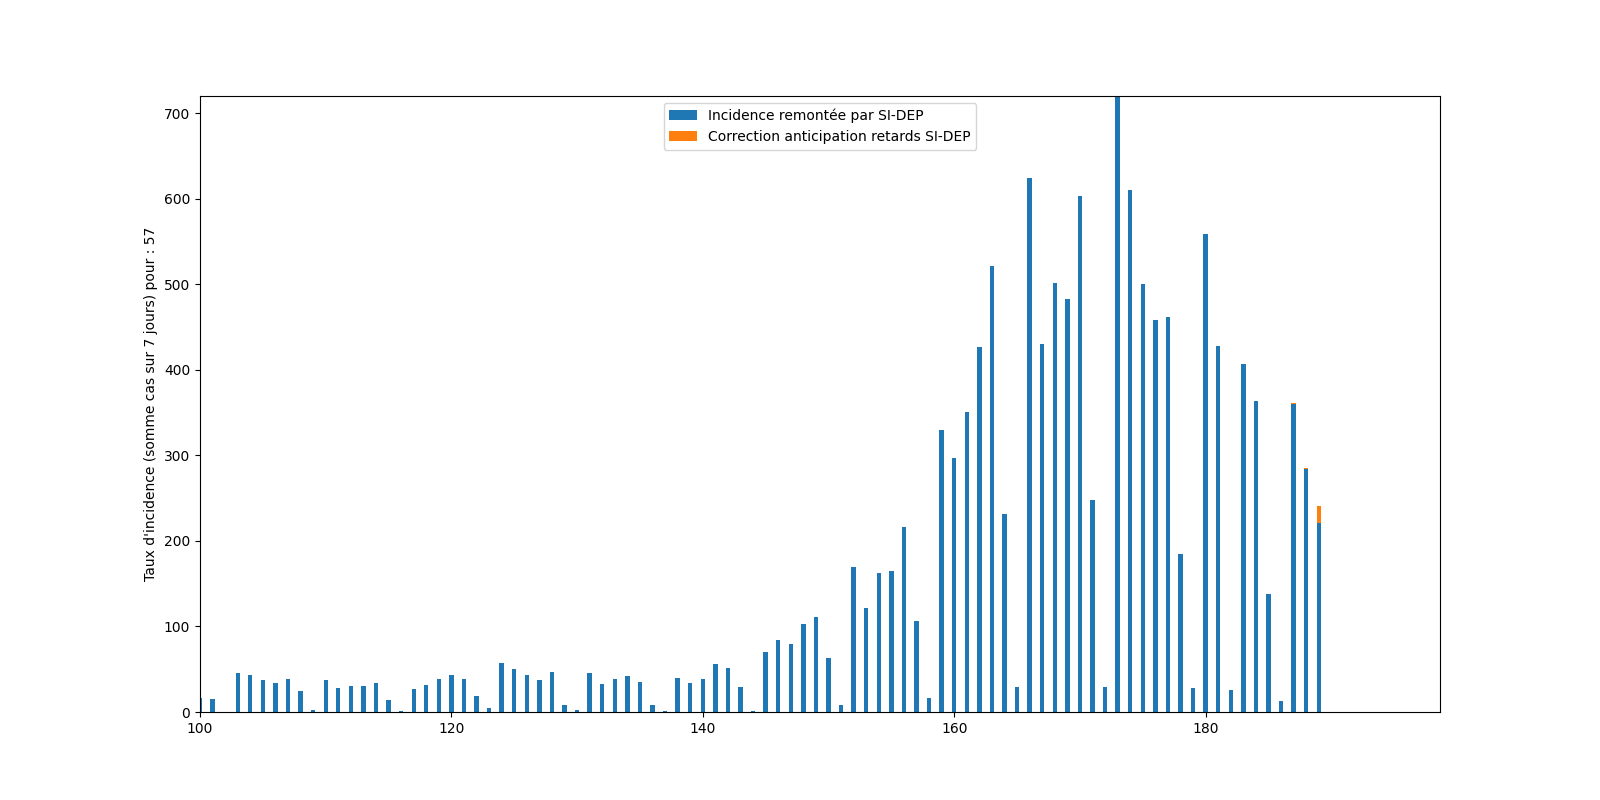 Incidence remontée par SI-DEP
Correction anticipation retards SI-DEP
Taux d'incidence (somme cas sur 7 jours) pour : 57
700
600
500
400
300
200
100
0
100 120 140 160 180